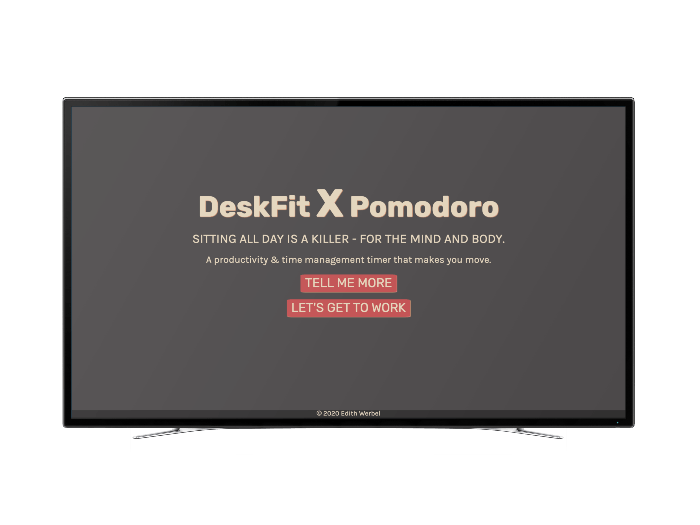 DeskFit X Pomodoro
SITTING ALL DAY IS A KILLER - FOR THE MIND AND BODY.
A productivity & time management timer that makes you move.
TELL ME MORE
LET'S GET TO WORK
© 2020 Edith Werbel